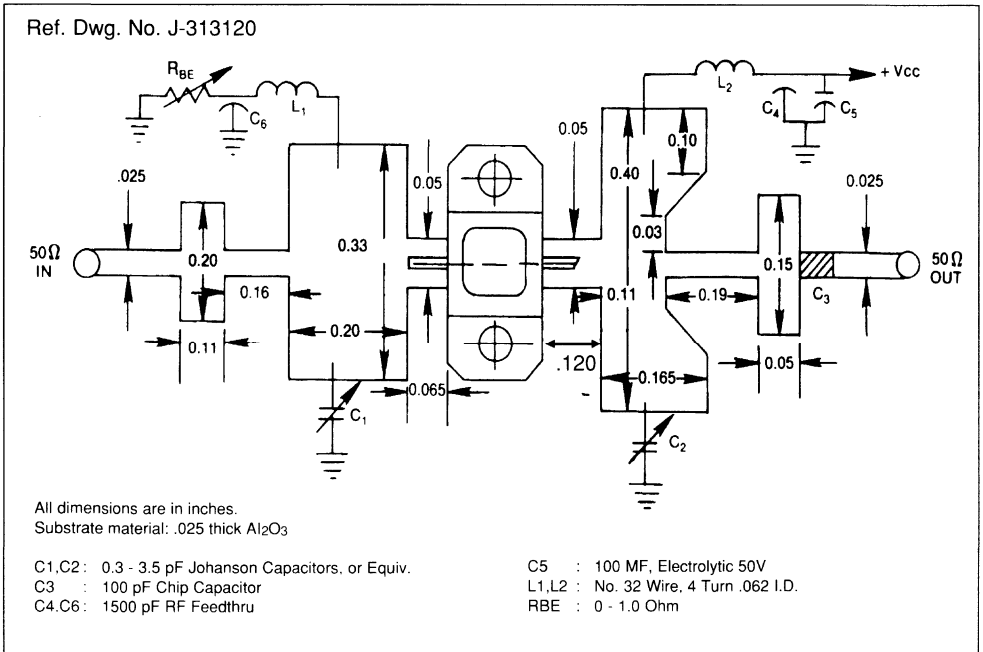 Ref. Dwg. No. J-313120
RBE
L1
C6
L2
+ Vcc
C4
C5
.025
0.05
0.05
0.10
0.40
0.025
50Ω
IN
0.20
0.33
0.03
0.15
50Ω
OUT
0.16
0.11
0.19
C3
0.11
0.20
.120
0.165
0.05
0.065
C1
C2
All dimensions are in inches.
Substrate material: .025 thick Al2O3
C1,C2 : 0.3 - 3.5 pF Johanson Capacitors, or Equiv.
C3 : 100 pF Chip Capacitor
C4.C6 : 1500 pF RF Feedthru
C5 : 100 MF, Electrolytic 50V
L1,L2 : No. 32 Wire, 4 Turn .062 I.D.
RBE : 0 - 1.0 Ohm